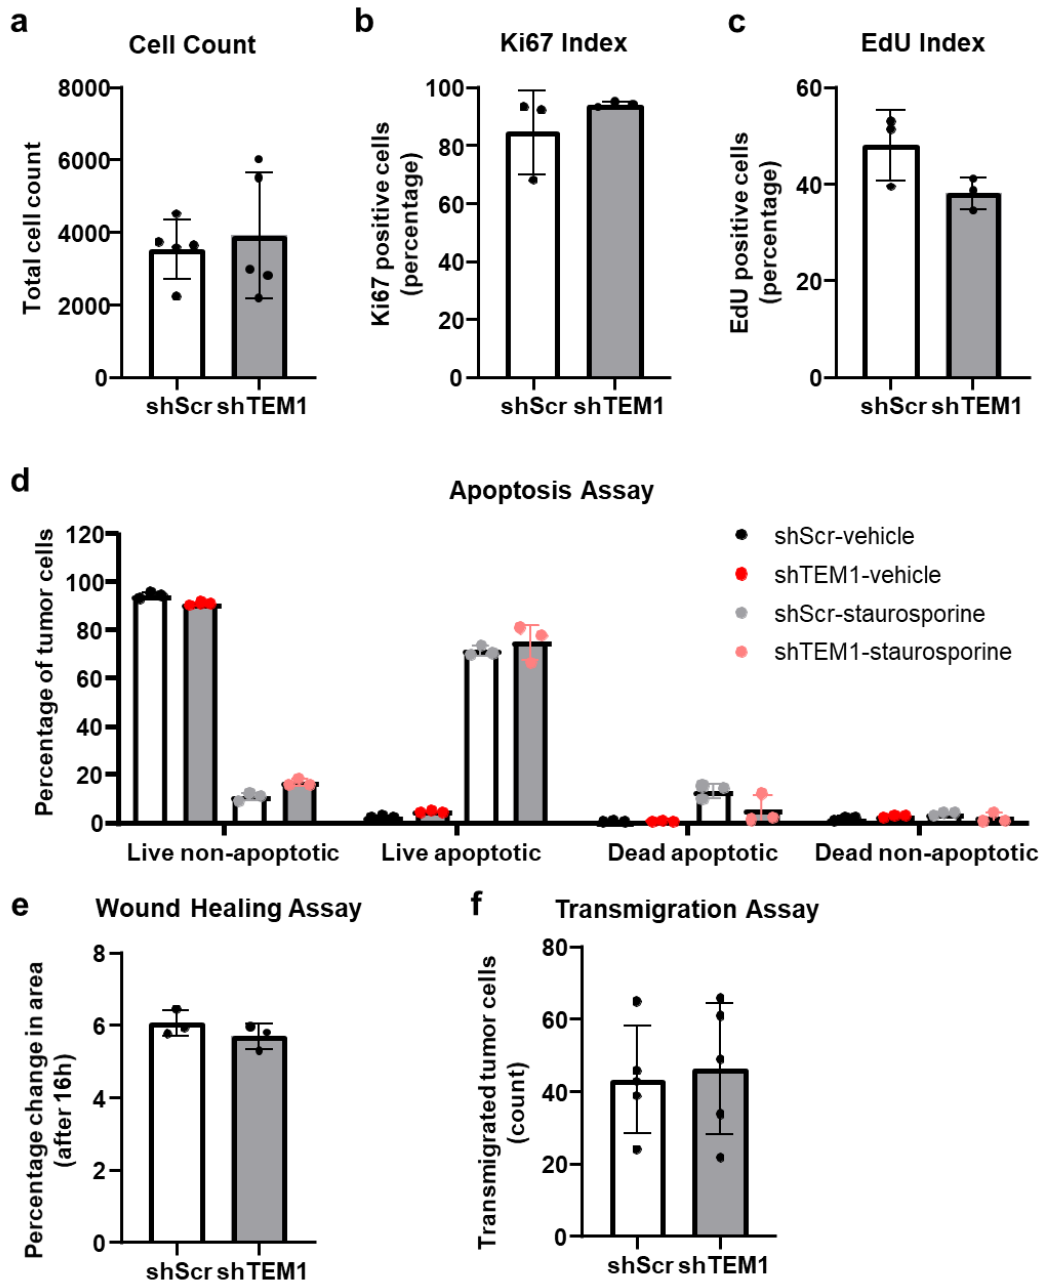 a
Cell Count
Total cell count
8000
6000
4000
2000
0
shScr shTEM1
b
Ki67 Index
Ki67 positive cells
(percentage)
100
80
60
40
20
0
shScr shTEM1
c
EdU Index
EdU positive cells
(percentage)
60
40
20
0
shScr shTEM1
d
Apoptosis Assay
Percentage of tumor cells
120
100
80
60
40
20
0
shScr-vehicle
shTEM1-vehicle
shScr-staurosporine
shTEM1-staurosporine
Live non-apoptotic
Live apoptotic
Dead apoptotic
Dead non-apoptotic
e
Wound Healing Assay
Percentage change in area
(after 16h)
8
6
4
2
0
shScr shTEM1
f
Transmigration Assay
Transmigrated tumor cells
(count)
80
60
40
20
0
shScr shTEM1